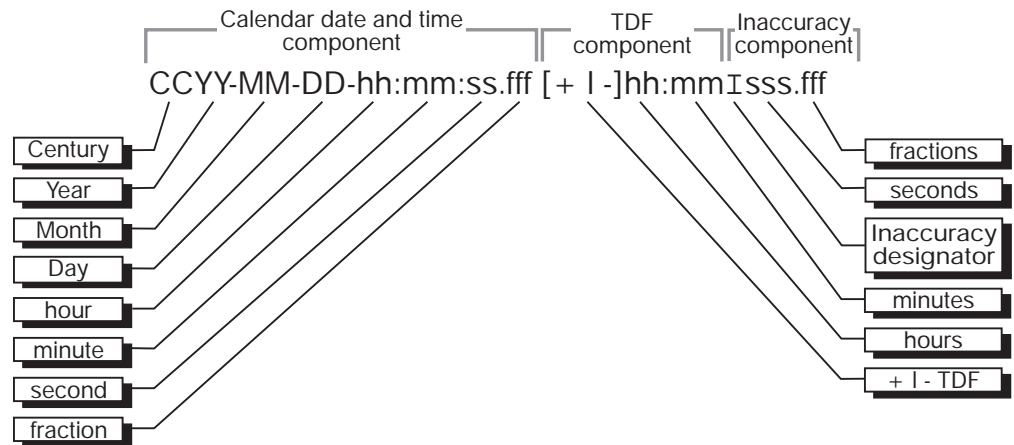 Calendar date and time component
TDF component
Inaccuracy component
CCYY-MM-DD-hh:mm:ss.fff [+ I -]hh:mmIsss.fff
Century
Year
Month
Day
hour
minute
second
fraction
fractions
seconds
Inaccuracy designator
minutes
hours
+ I - TDF